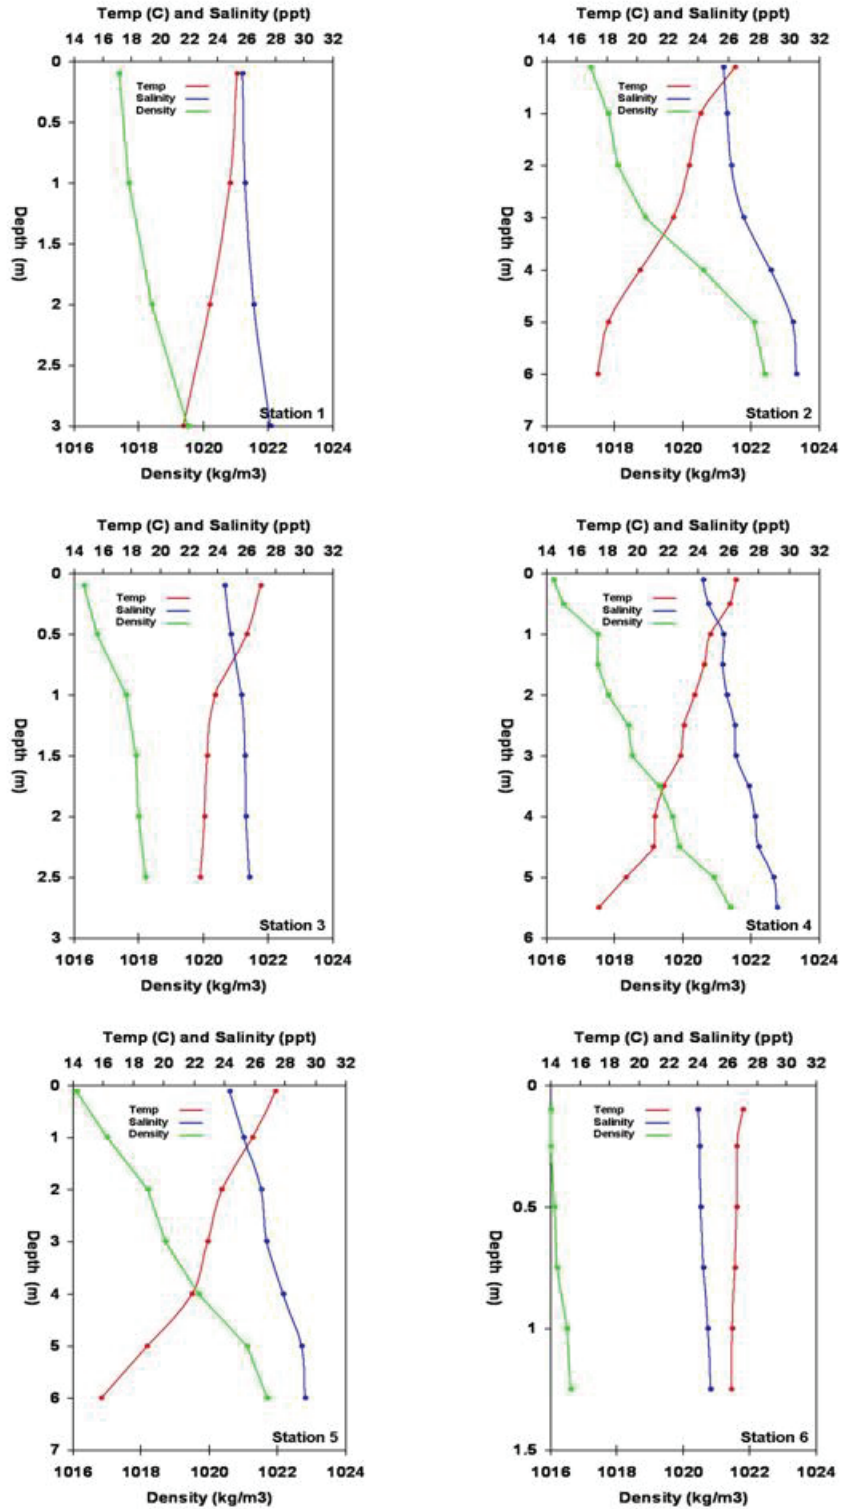 Temp (C) and Salinity (ppt)
14 16 18 20 22 24 26 28 30 32
0
0.5
1
1.5
2
2.5
3
Depth (m)
Temp
Salinity
Density
Station 1
1016 1018 1020 1022 1024
Density (kg/m3)
Temp (C) and Salinity (ppt)
14 16 18 20 22 24 26 28 30 32
0
1
2
3
4
5
6
7
Depth (m)
Temp
Salinity
Density
Station 2
1016 1018 1020 1022 1024
Density (kg/m3)
Temp (C) and Salinity (ppt)
14 16 18 20 22 24 26 28 30 32
0
0.5
1
1.5
2
2.5
3
Depth (m)
Temp
Salinity
Density
Station 3
1016 1018 1020 1022 1024
Density (kg/m3)
Temp (C) and Salinity (ppt)
14 16 18 20 22 24 26 28 30 32
0
1
2
3
4
5
6
Depth (m)
Temp
Salinity
Density
Station 4
1016 1018 1020 1022 1024
Density (kg/m3)
Temp (C) and Salinity (ppt)
14 16 18 20 22 24 26 28 30 32
0
1
2
3
4
5
6
7
Depth (m)
Temp
Salinity
Density
Station 5
1016 1018 1020 1022 1024
Density (kg/m3)
Temp (C) and Salinity (ppt)
14 16 18 20 22 24 26 28 30 32
0
0.5
1
1.5
Depth (m)
Temp
Salinity
Density
Station 6
1016 1018 1020 1022 1024
Density (kg/m3)